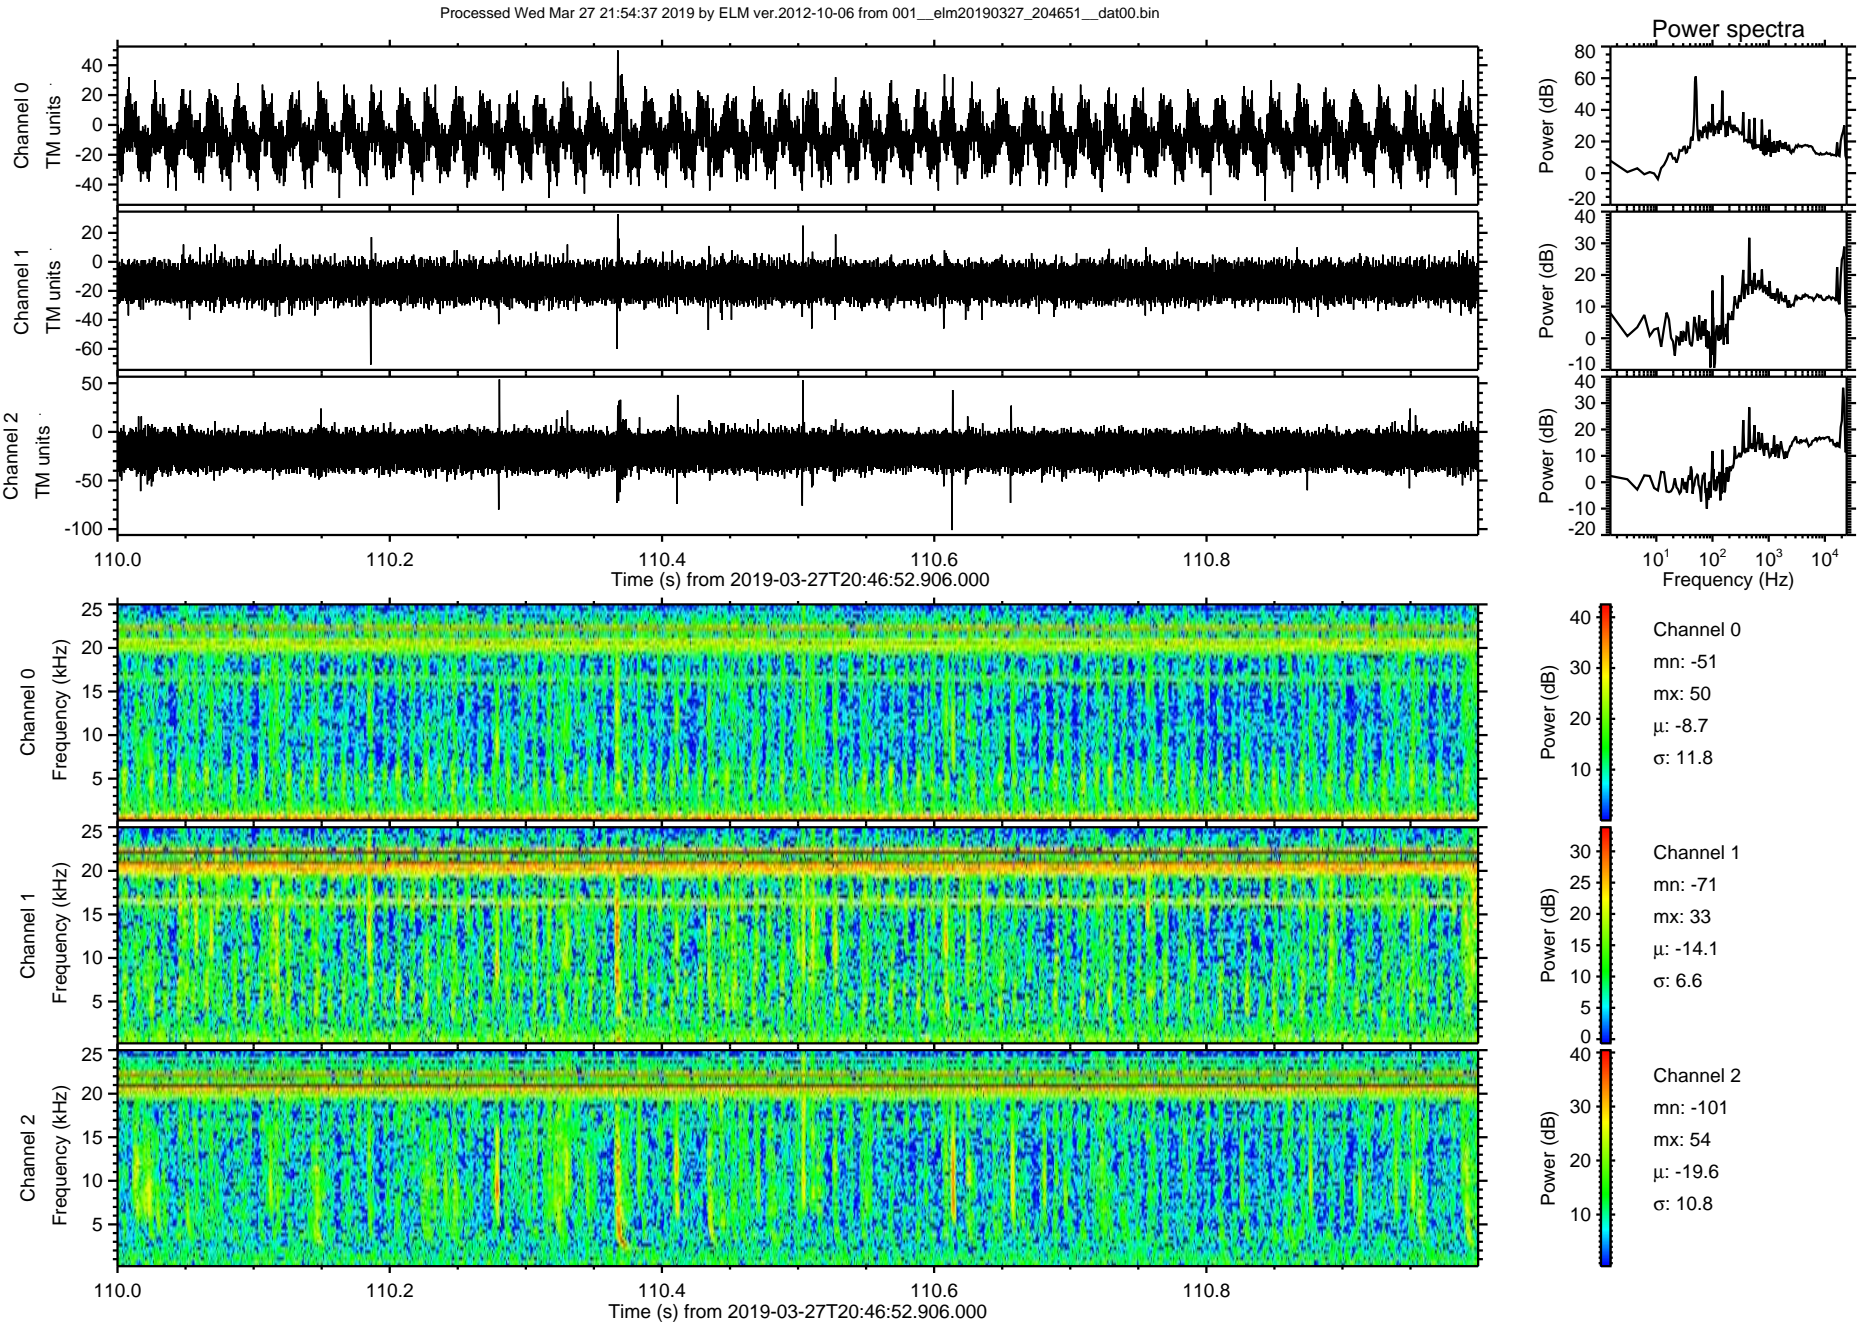 Processed Wed Mar 27 21:54:37 2019 by ELM ver.2012-10-06 from 001__elm20190327_204651__dat00.bin
Power spectra
Channel 0
TM units
40
20
0
-20
-40
Power (dB)
80
60
40
20
0
-20
Channel 1
TM units
20
0
-20
-40
-60
Power (dB)
40
30
20
10
0
-10
Channel 2
TM units
50
0
-50
-100
Power (dB)
40
30
20
10
0
-10
-20
110.0 110.2 110.4 110.6 110.8
Time (s) from 2019-03-27T20:46:52.906.000
10^1 10^2 10^3 10^4
Frequency (Hz)
Channel 0
Frequency (kHz)
25
20
15
10
5
Power (dB)
40
30
20
10
Channel 0
mn: -51
mx: 50
μ: -8.7
σ: 11.8
Channel 1
Frequency (kHz)
25
20
15
10
5
Power (dB)
30
25
20
15
10
5
0
Channel 1
mn: -71
mx: 33
μ: -14.1
σ: 6.6
Channel 2
Frequency (kHz)
25
20
15
10
5
Power (dB)
40
30
20
10
Channel 2
mn: -101
mx: 54
μ: -19.6
σ: 10.8
110.0 110.2 110.4 110.6 110.8
Time (s) from 2019-03-27T20:46:52.906.000